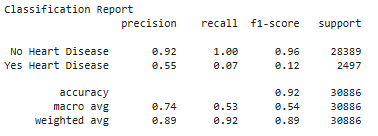 Classification Report
precision recall f1-score support
No Heart Disease 0.92 1.00 0.96 28389
Yes Heart Disease 0.55 0.07 0.12 2497
accuracy 0.92 30886
macro avg 0.74 0.53 0.54 30886
weighted avg 0.89 0.92 0.89 30886